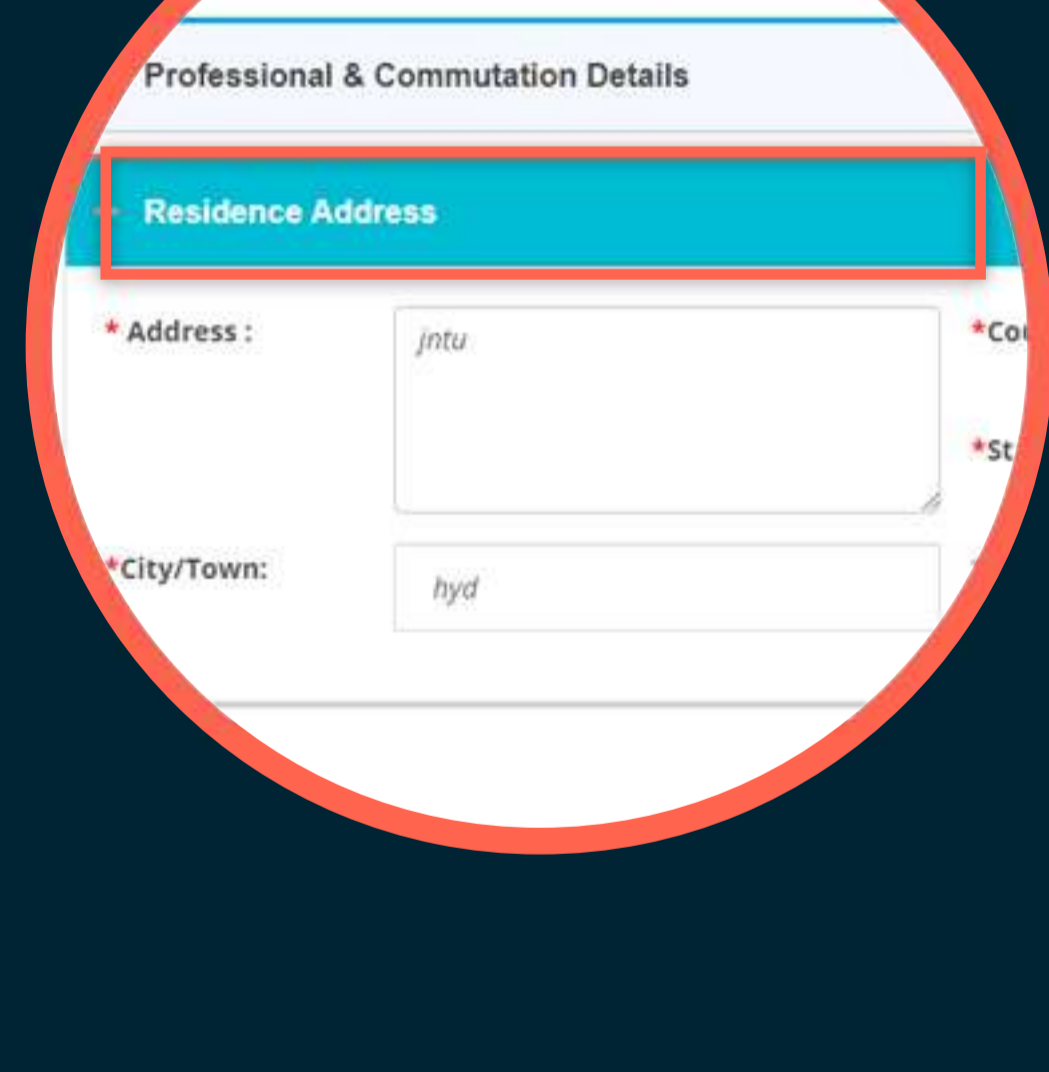 Professional & Commutation Details
Residence Address
* Address :
jntu
*City/Town:
hyd